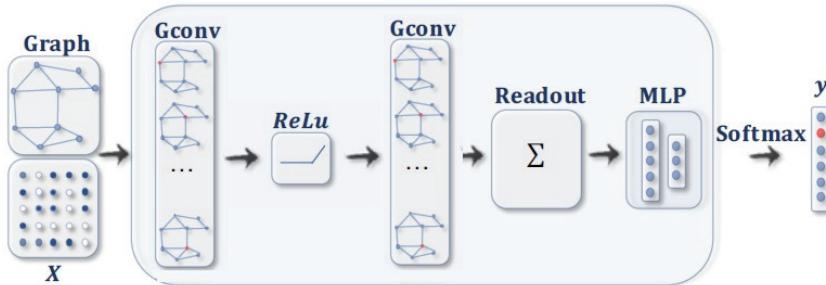 Graph
X
Gconv
...
ReLu
Gconv
...
Readout
Σ
MLP
Softmax
y